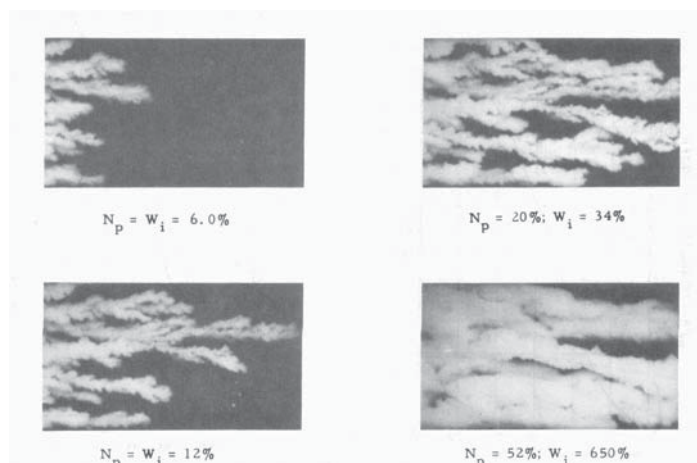 N_p = W_i = 6.0%
N_p = 20%; W_i = 34%
N_p = W_i = 12%
N_p = 52%; W_i = 650%